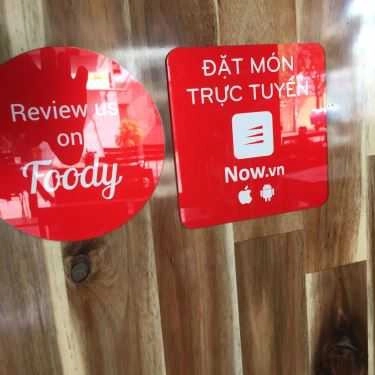 Review us
on
Foody
ĐẶT MÓN
TRỰC TUYẾN
Now.vn